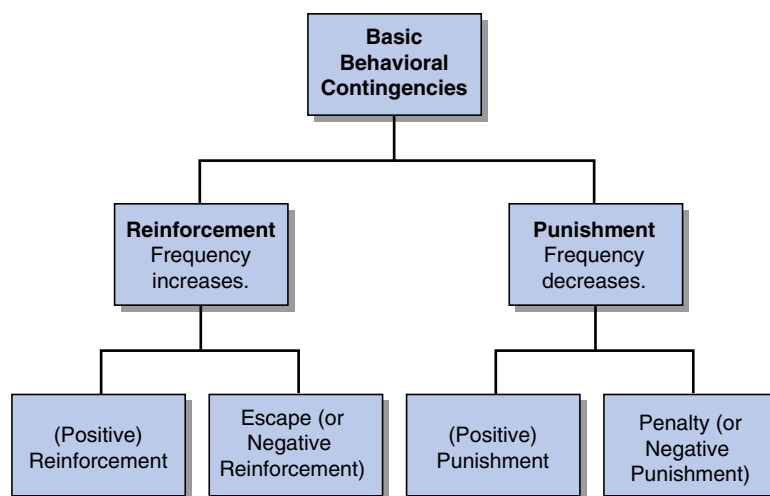 Basic
Behavioral
Contingencies
Reinforcement
Frequency
increases.
Punishment
Frequency
decreases.
(Positive)
Reinforcement
Escape (or
Negative
Reinforcement)
(Positive)
Punishment
Penalty (or
Negative
Punishment)